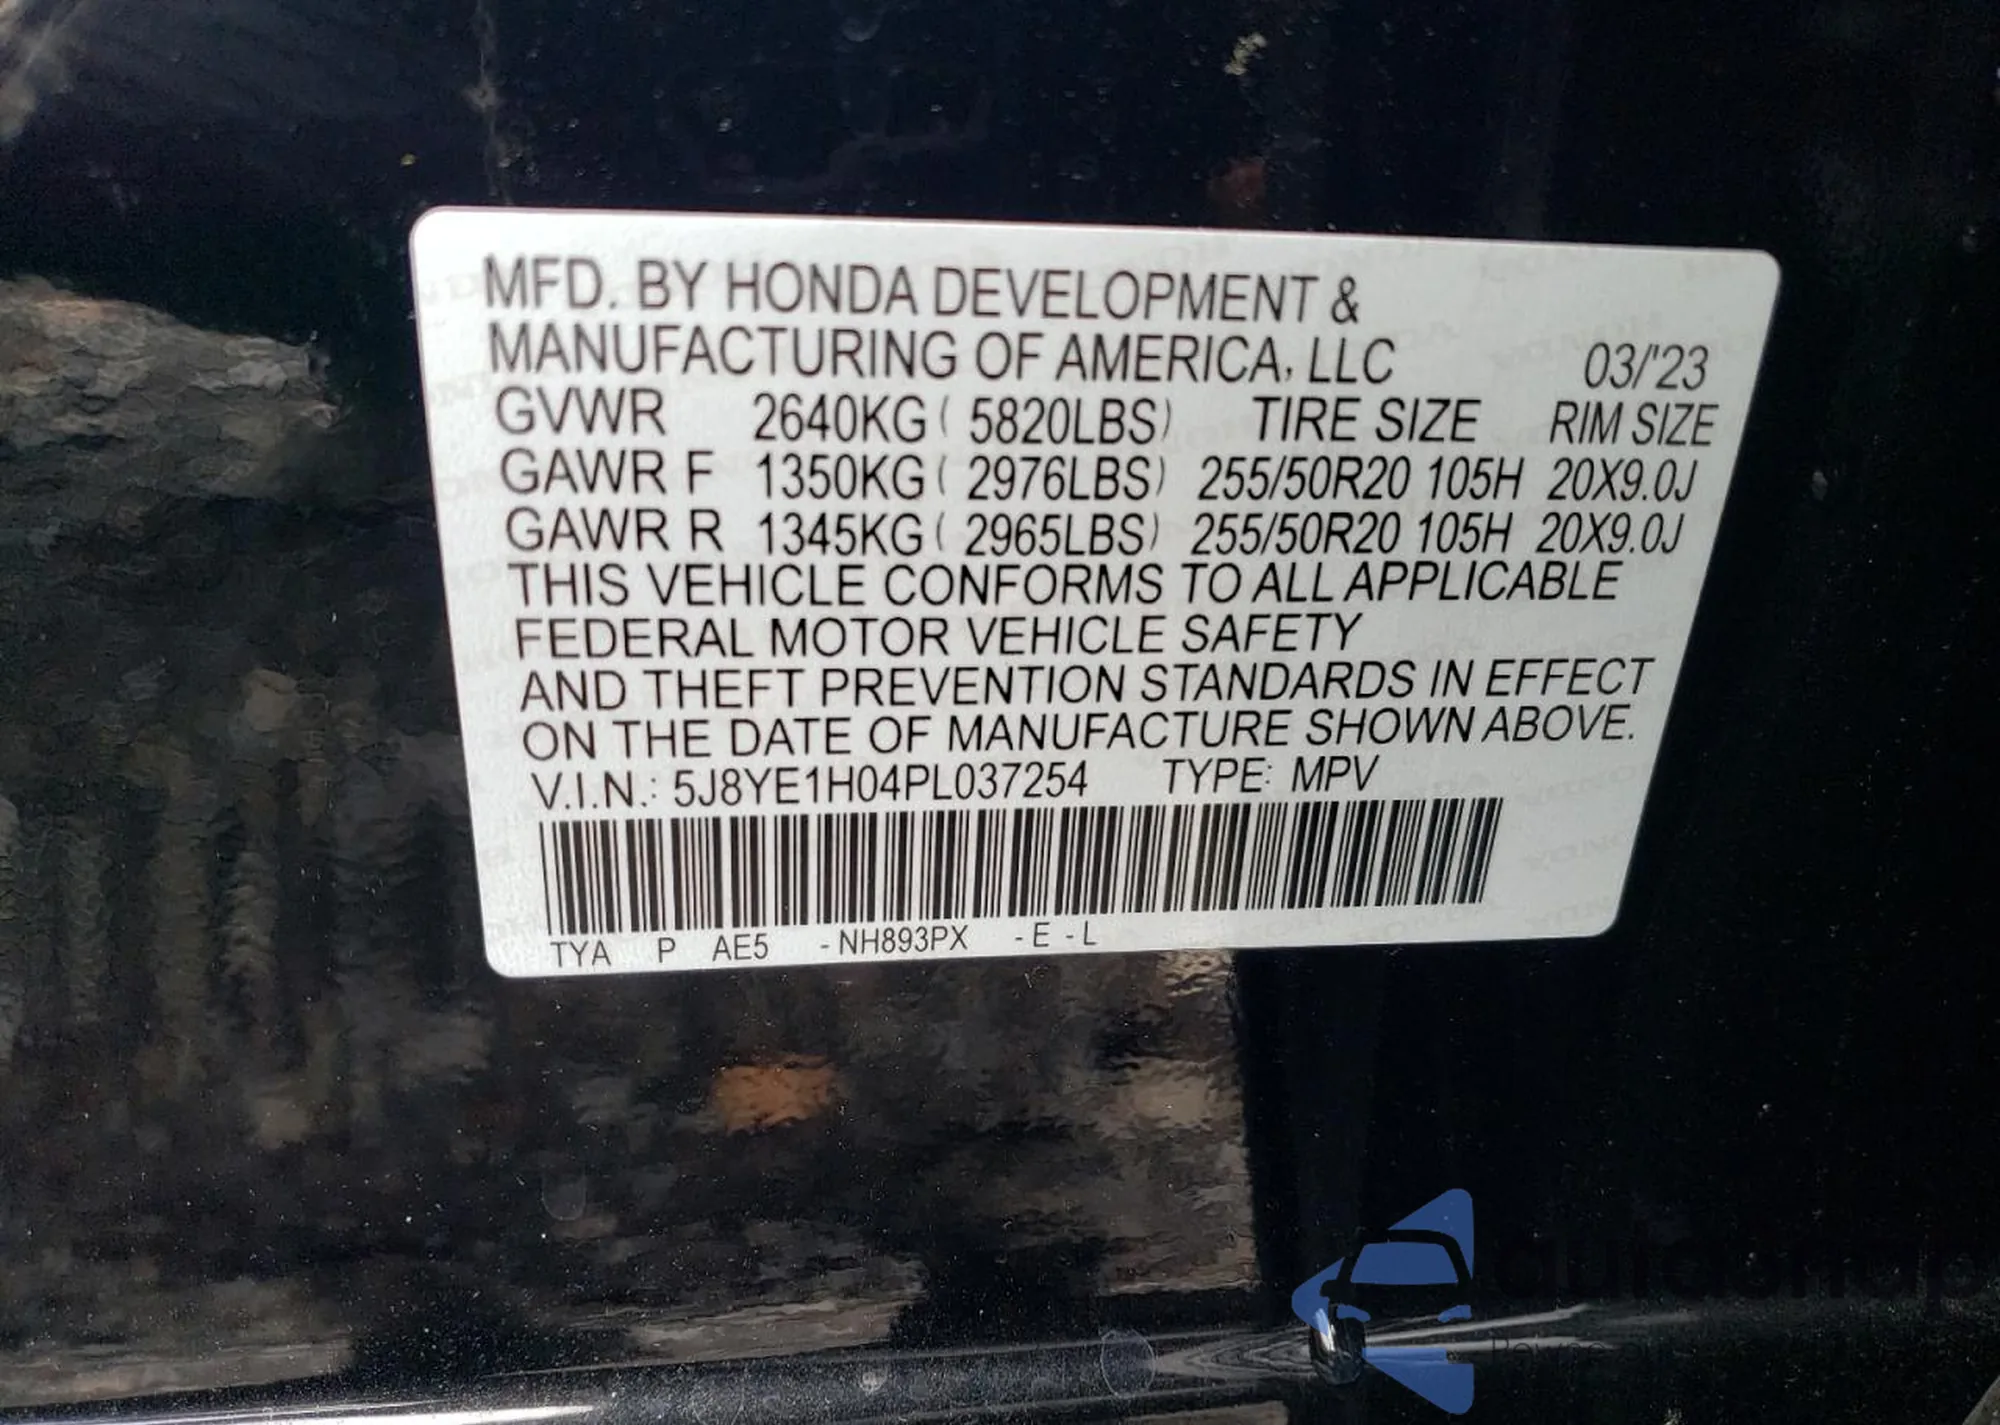 MFD. BY HONDA DEVELOPMENT &
MANUFACTURING OF AMERICA, LLC 03/'23
GVWR 2640KG ( 5820LBS) TIRE SIZE RIM SIZE
GAWR F 1350KG ( 2976LBS) 255/50R20 105H 20X9.0J
GAWR R 1345KG ( 2965LBS) 255/50R20 105H 20X9.0J
THIS VEHICLE CONFORMS TO ALL APPLICABLE
FEDERAL MOTOR VEHICLE SAFETY
AND THEFT PREVENTION STANDARDS IN EFFECT
ON THE DATE OF MANUFACTURE SHOWN ABOVE.
V.I.N.: 5J8YE1H04PL037254 TYPE: MPV
TYA P AE5 - NH893PX - E - L